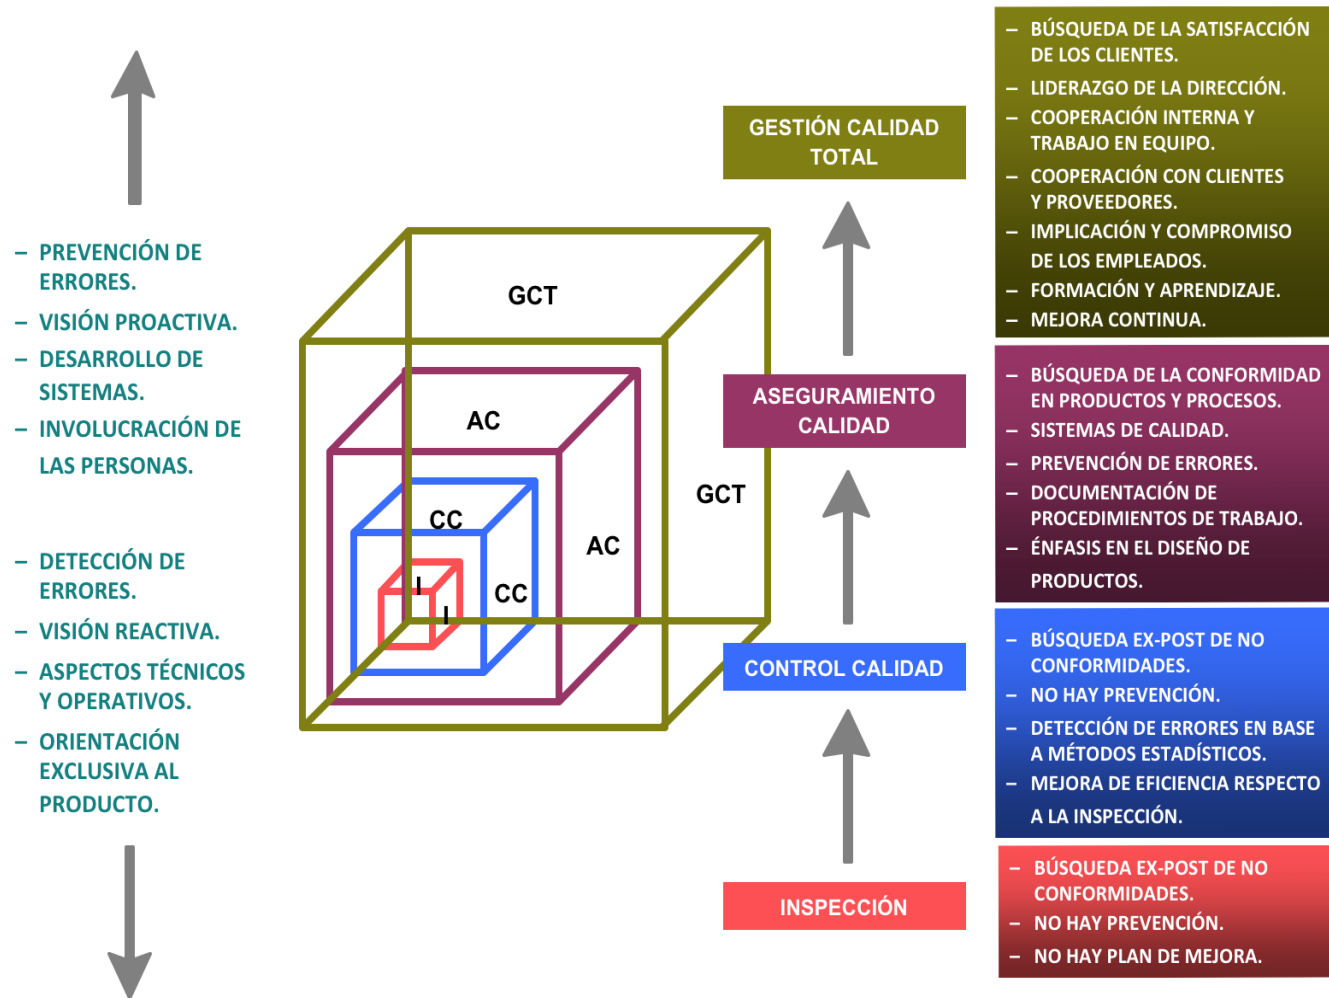 – PREVENCIÓN DE
ERRORES.
– VISIÓN PROACTIVA.
– DESARROLLO DE
SISTEMAS.
– INVOLUCRACIÓN DE
LAS PERSONAS.
– DETECCIÓN DE
ERRORES.
– VISIÓN REACTIVA.
– ASPECTOS TÉCNICOS
Y OPERATIVOS.
– ORIENTACIÓN
EXCLUSIVA AL
PRODUCTO.
GCT
GCT
AC
AC
CC
CC
I
I
GESTIÓN CALIDAD
TOTAL
ASEGURAMIENTO
CALIDAD
CONTROL CALIDAD
INSPECCIÓN
– BÚSQUEDA DE LA SATISFACCIÓN
DE LOS CLIENTES.
– LIDERAZGO DE LA DIRECCIÓN.
– COOPERACIÓN INTERNA Y
TRABAJO EN EQUIPO.
– COOPERACIÓN CON CLIENTES
Y PROVEEDORES.
– IMPLICACIÓN Y COMPROMISO
DE LOS EMPLEADOS.
– FORMACIÓN Y APRENDIZAJE.
– MEJORA CONTINUA.
– BÚSQUEDA DE LA CONFORMIDAD
EN PRODUCTOS Y PROCESOS.
– SISTEMAS DE CALIDAD.
– PREVENCIÓN DE ERRORES.
– DOCUMENTACIÓN DE
PROCEDIMIENTOS DE TRABAJO.
– ÉNFASIS EN EL DISEÑO DE
PRODUCTOS.
– BÚSQUEDA EX-POST DE NO
CONFORMIDADES.
– NO HAY PREVENCIÓN.
– DETECCIÓN DE ERRORES EN BASE
A MÉTODOS ESTADÍSTICOS.
– MEJORA DE EFICIENCIA RESPECTO
A LA INSPECCIÓN.
– BÚSQUEDA EX-POST DE NO
CONFORMIDADES.
– NO HAY PREVENCIÓN.
– NO HAY PLAN DE MEJORA.